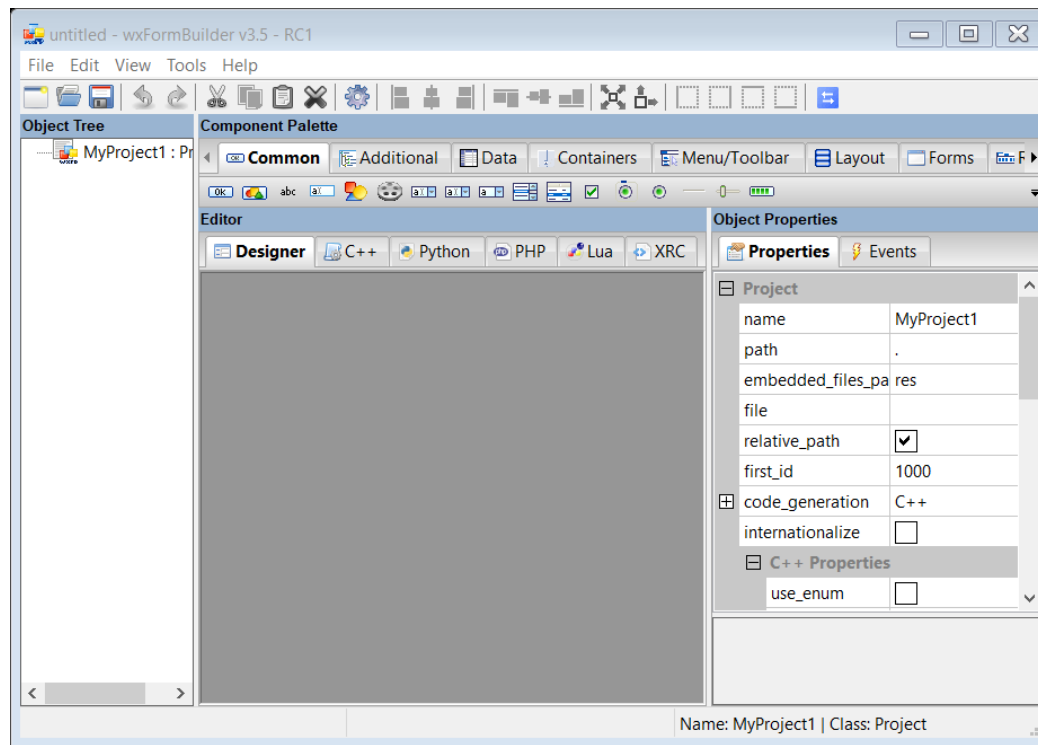 untitled - wxFormBuilder v3.5 - RC1
File Edit View Tools Help
Object Tree
MyProject1 : Pr
Component Palette
Common Additional Data Containers Menu/Toolbar Layout Forms
OK abc
Editor
Designer C++ Python PHP Lua XRC
Object Properties
Properties Events
Project
name MyProject1
path .
embedded_files_pa res
file
relative_path
first_id 1000
code_generation C++
internationalize
C++ Properties
use_enum
Name: MyProject1 | Class: Project